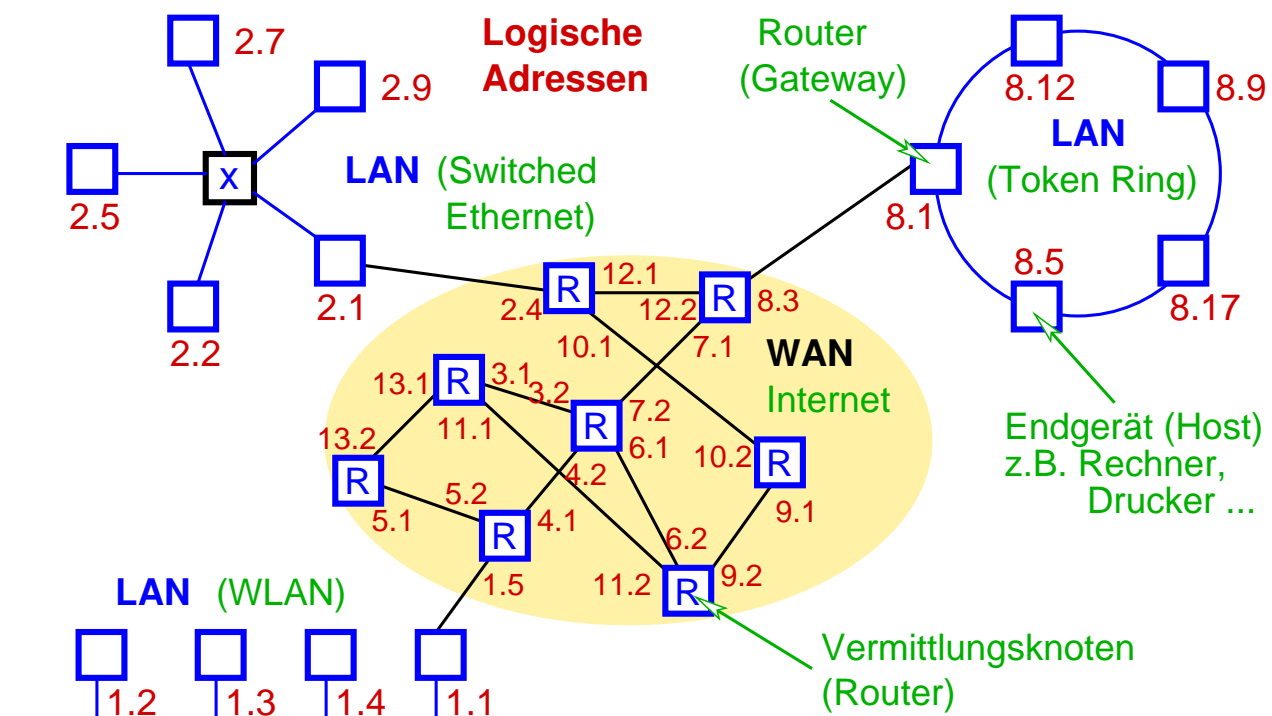 2.7
2.9
Logische
Adressen
Router
(Gateway)
8.12
8.9
LAN
(Token Ring)
x
LAN (Switched
Ethernet)
2.5
8.1
2.1
2.2
8.5
8.17
R
12.1
2.4
12.2
R
8.3
10.1
7.1
WAN
Internet
13.1
R
3.1
3.2
11.1
R
7.2
6.1
13.2
R
4.2
10.2
R
5.2
5.1
R
4.1
9.1
6.2
1.5
11.2
R
9.2
Endgerät (Host)
z.B. Rechner,
Drucker ...
LAN (WLAN)
Vermittlungsknoten
(Router)
1.2
1.3
1.4
1.1